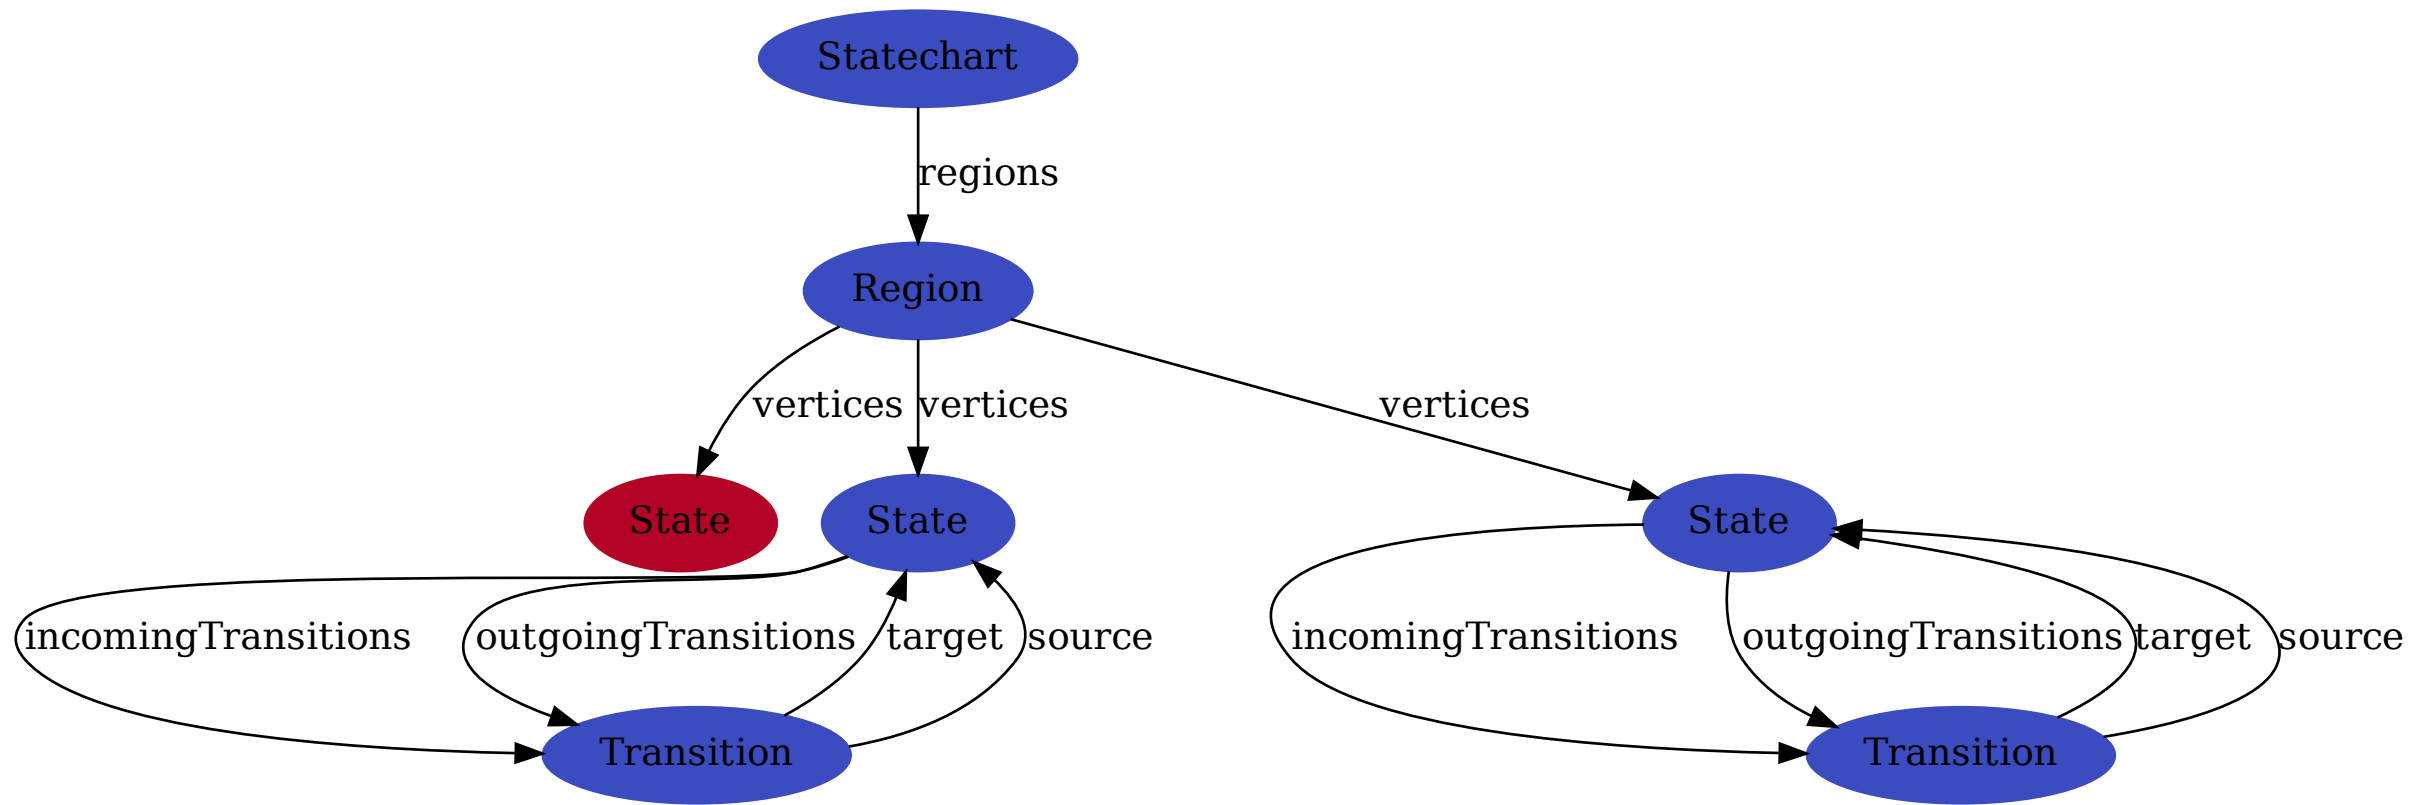 Statechart
regions
Region
vertices
vertices
vertices
State
State
State
incomingTransitions
outgoingTransitions
target
source
incomingTransitions
outgoingTransitions
target
source
Transition
Transition